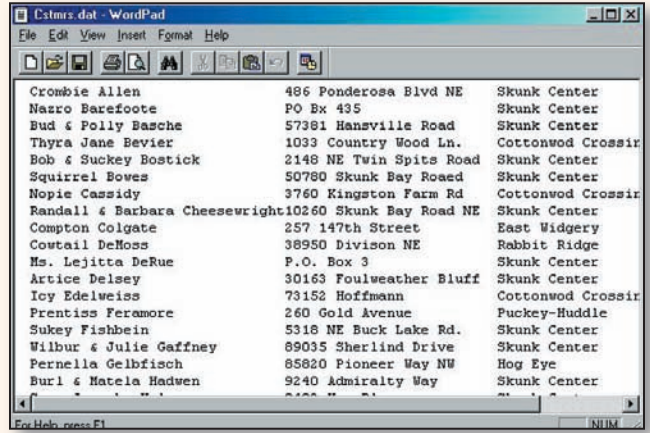 Cstmrs.dat - WordPad
File Edit View Insert Format Help
Crombie Allen 486 Ponderosa Blvd NE Skunk Center
Nazro Barefoote PO Bx 435 Skunk Center
Bud & Polly Basche 57381 Hansville Road Skunk Center
Thyra Jane Bevier 1033 Country Wood Ln. Cottonwod Crossin
Bob & Suckey Bostick 2148 NE Twin Spits Road Skunk Center
Squirrel Bowes 50780 Skunk Bay Roaed Skunk Center
Nopie Cassidy 3760 Kingston Farm Rd Cottonwod Crossin
Randall & Barbara Cheesewright10260 Skunk Bay Road NE Skunk Center
Compton Colgate 257 147th Street East Widgery
Cowtail DeMoss 38950 Divison NE Rabbit Ridge
Ms. Lejitta DeRue P.O. Box 3 Skunk Center
Artice Delsey 30163 Foulweather Bluff Skunk Center
Icy Edelweiss 73152 Hoffmann Cottonwod Crossin
Prentiss Feramore 260 Gold Avenue Puckey-Huddle
Sukey Fishbein 5318 NE Buck Lake Rd. Skunk Center
Wilbur & Julie Gaffney 89035 Sherlind Drive Skunk Center
Pernella Gelbfisch 85820 Pioneer Way NW Hog Eye
Burl & Matela Hadwen 9240 Admiralty Way Skunk Center
For Help, press F1 NUM